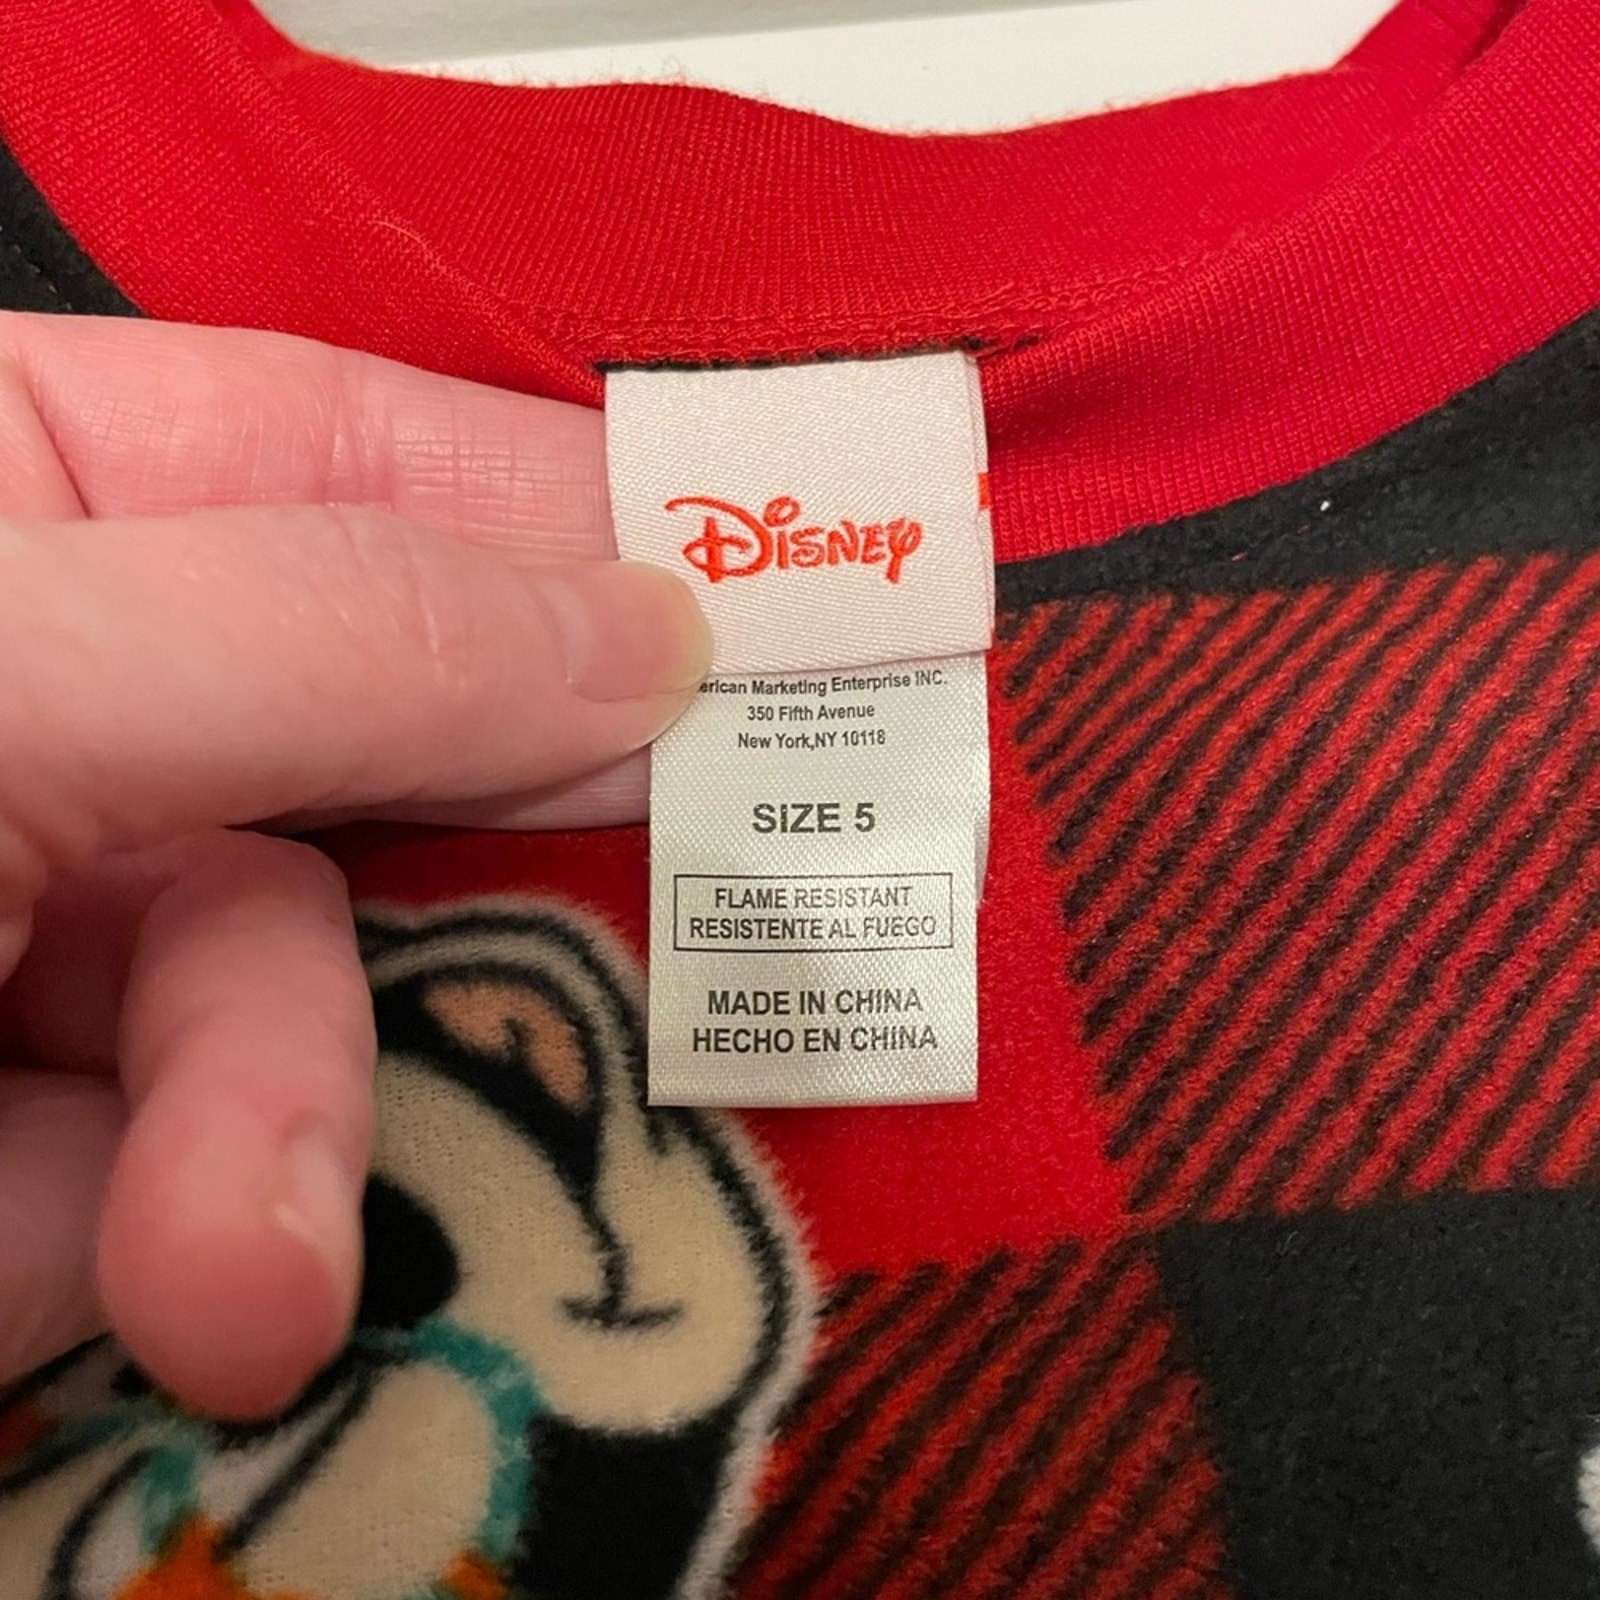 Disney
American Marketing Enterprise INC.
350 Fifth Avenue
New York,NY 10118
SIZE 5
FLAME RESISTANT
RESISTENTE AL FUEGO
MADE IN CHINA
HECHO EN CHINA